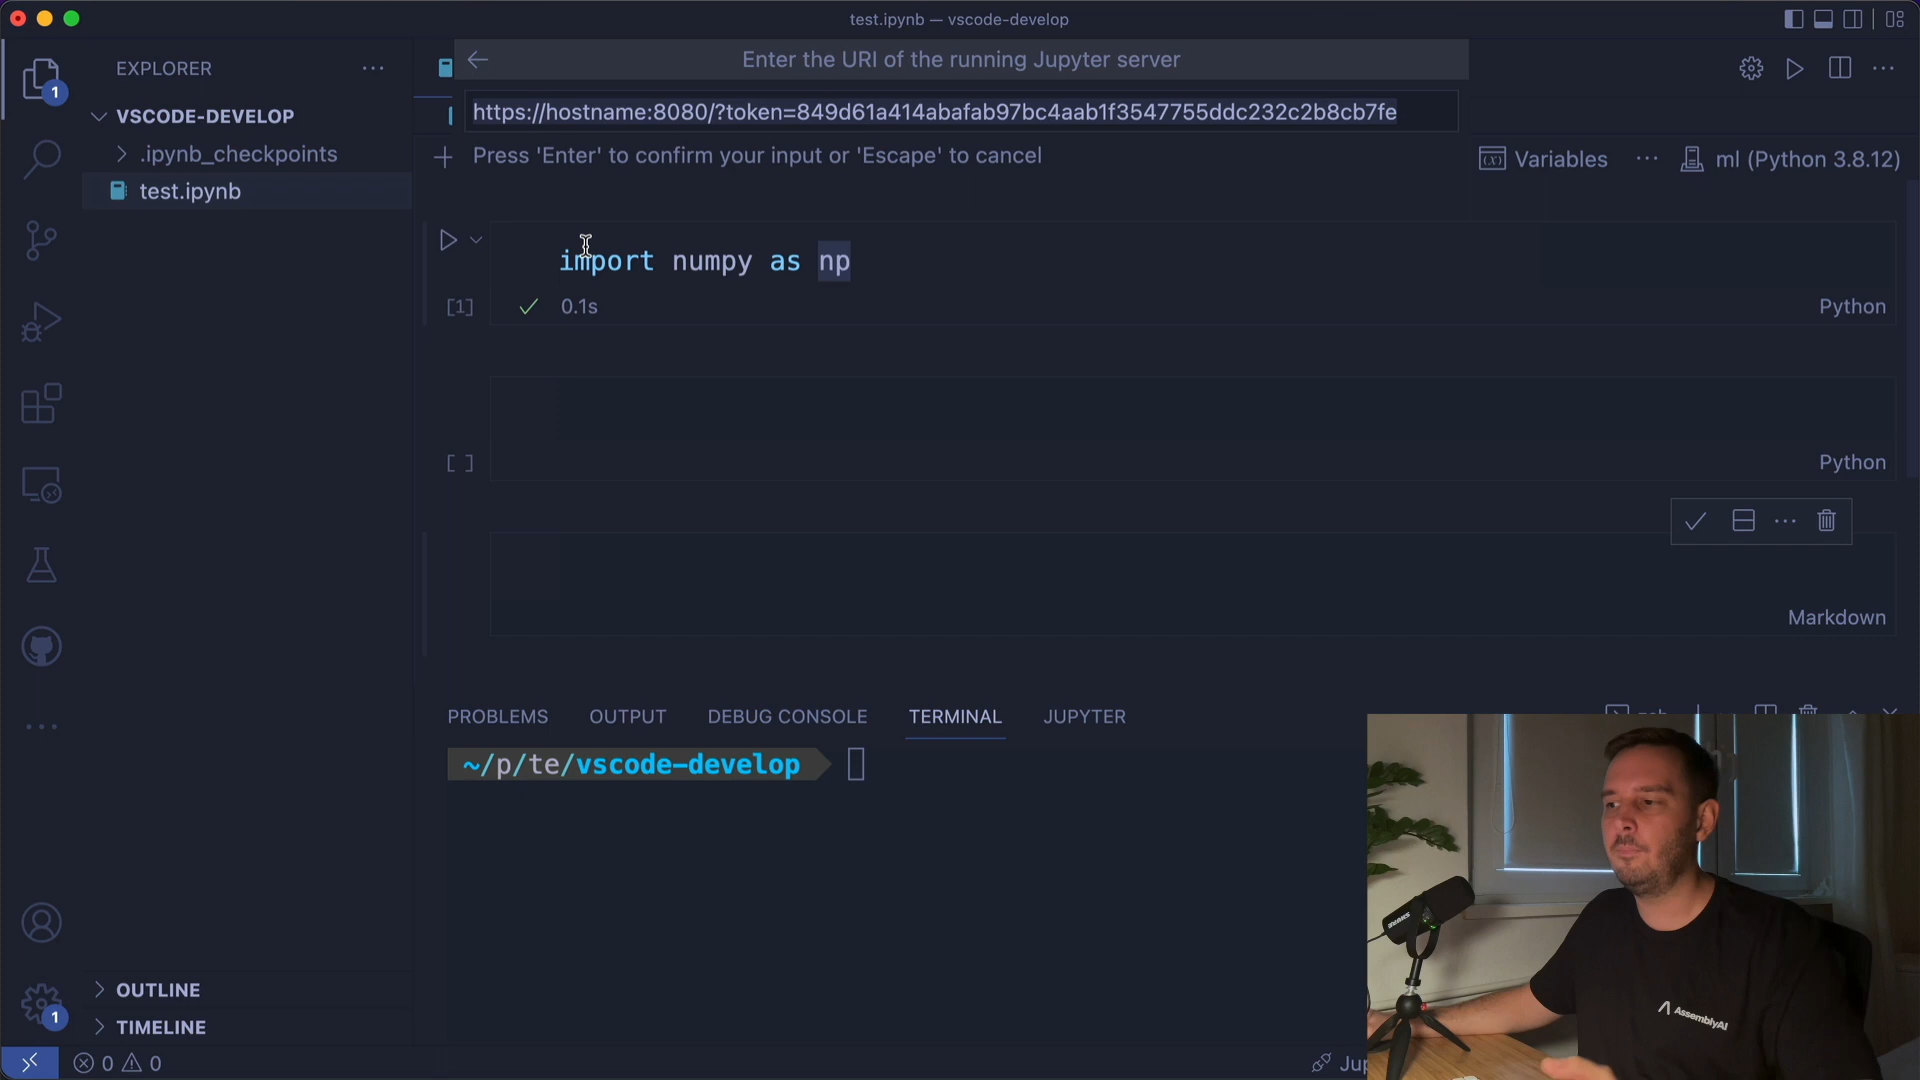 test.ipynb — vscode-develop
EXPLORER
Enter the URI of the running Jupyter server
1
VSCODE-DEVELOP
https://hostname:8080/?token=849d61a414abafab97bc4aab1f3547755ddc232c2b8cb7fe
.ipynb_checkpoints
Press 'Enter' to confirm your input or 'Escape' to cancel
Variables
ml (Python 3.8.12)
test.ipynb
import numpy as np
[1]
0.1s
Python
[ ]
Python
Markdown
PROBLEMS
OUTPUT
DEBUG CONSOLE
TERMINAL
JUPYTER
~/p/te/vscode-develop
OUTLINE
1
TIMELINE
0
0
AssemblyAI